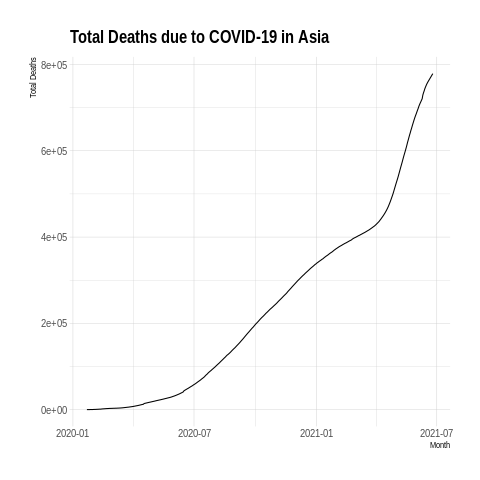 Total Deaths due to COVID-19 in Asia
Total Deaths
8e+05
6e+05
4e+05
2e+05
0e+00
2020-01
2020-07
2021-01
2021-07
Month